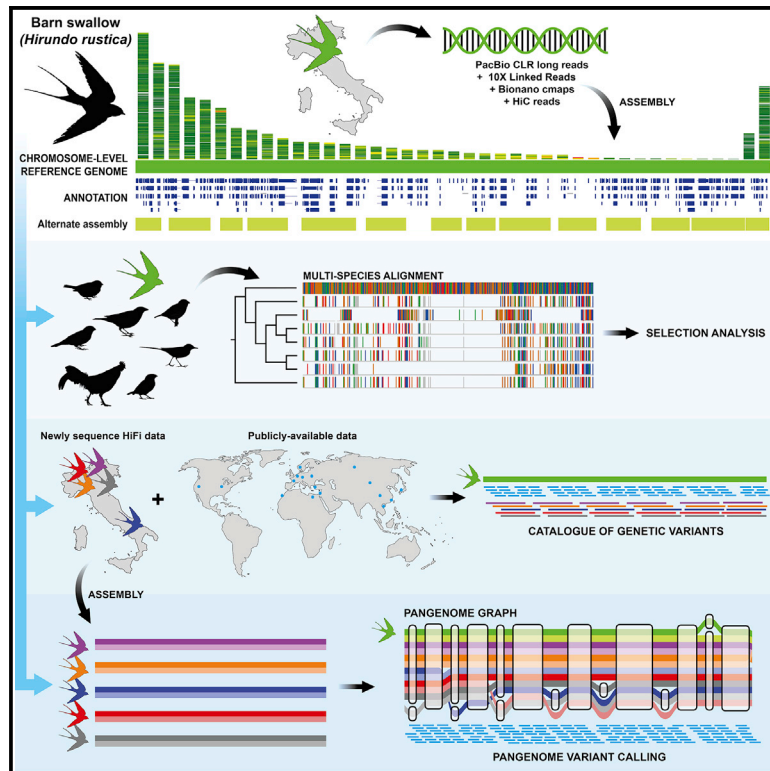 Barn swallow
(Hirundo rustica)
PacBio CLR long reads
+ 10X Linked Reads
+ Bionano cmaps
+ HiC reads
ASSEMBLY
CHROMOSOME-LEVEL
REFERENCE GENOME
ANNOTATION
Alternate assembly
MULTI-SPECIES ALIGNMENT
SELECTION ANALYSIS
Newly sequence HiFi data
Publicly-available data
+
CATALOGUE OF GENETIC VARIANTS
ASSEMBLY
PANGENOME GRAPH
PANGENOME VARIANT CALLING